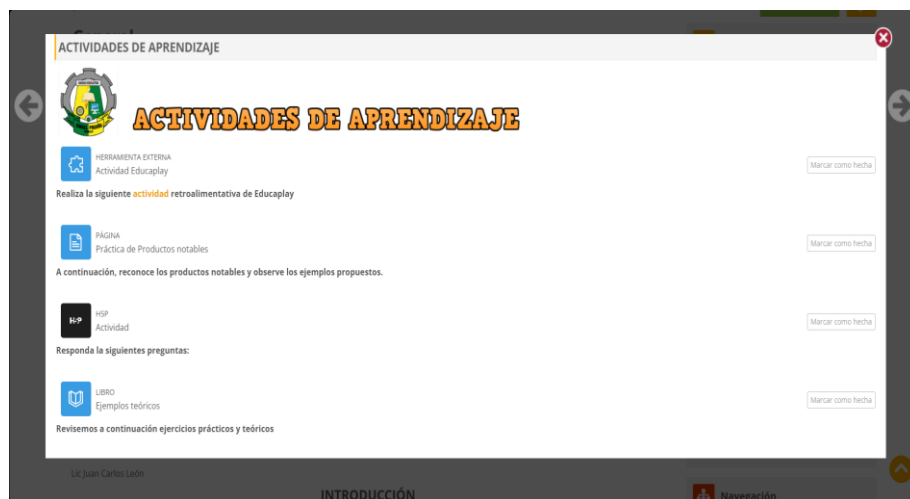 General
ACTIVIDADES DE APRENDIZAJE
ACTIVIDADES DE APRENDIZAJE
HERRAMIENTA EXTERNA
Actividad Educaplay
Marcar como hecha
Realiza la siguiente actividad retroalimentativa de Educaplay
PÁGINA
Práctica de Productos notables
Marcar como hecha
A continuación, reconoce los productos notables y observe los ejemplos propuestos.
H-P
H5P
Actividad
Marcar como hecha
Responda la siguientes preguntas:
LIBRO
Ejemplos teóricos
Marcar como hecha
Revisemos a continuación ejercicios prácticos y teóricos
Lic Juan Carlos León
INTRODUCCIÓN
Navegación